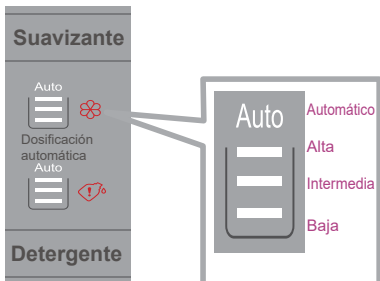 Suavizante
Auto
Dosificación
automática
Auto
Detergente
Auto
Automático
Alta
Intermedia
Baja